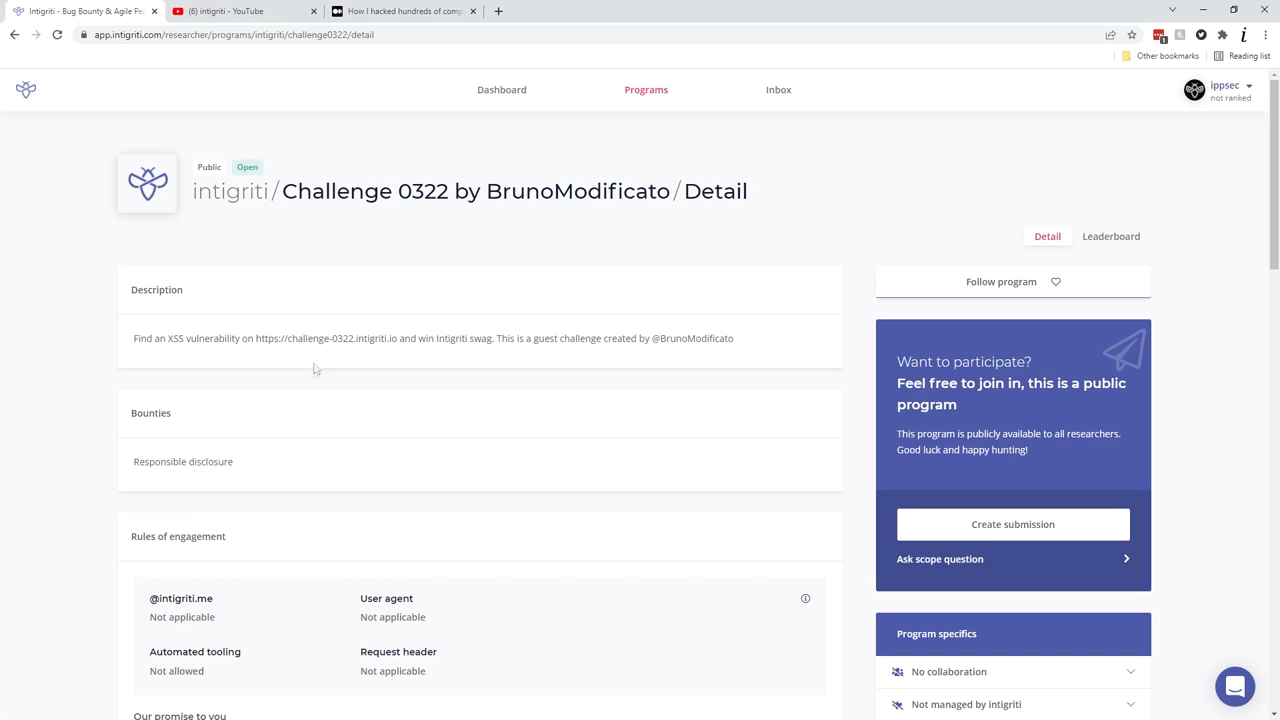 Intigriti - Bug Bounty & Agile Pe
(6) intigriti - YouTube
How I hacked hundreds of comp
app.intigriti.com/researcher/programs/intigriti/challenge0322/detail
1
Other bookmarks
Reading list
Dashboard
Programs
Inbox
ippsec
not ranked
Public
Open
intigriti / Challenge 0322 by BrunoModificato / Detail
Detail
Leaderboard
Description
Find an XSS vulnerability on https://challenge-0322.intigriti.io and win Intigriti swag. This is a guest challenge created by @BrunoModificato
Bounties
Responsible disclosure
Rules of engagement
@intigriti.me
Not applicable
User agent
Not applicable
Automated tooling
Not allowed
Request header
Not applicable
Our promise to you
Follow program
Want to participate?
Feel free to join in, this is a public
program
This program is publicly available to all researchers.
Good luck and happy hunting!
Create submission
Ask scope question
Program specifics
No collaboration
Not managed by intigriti